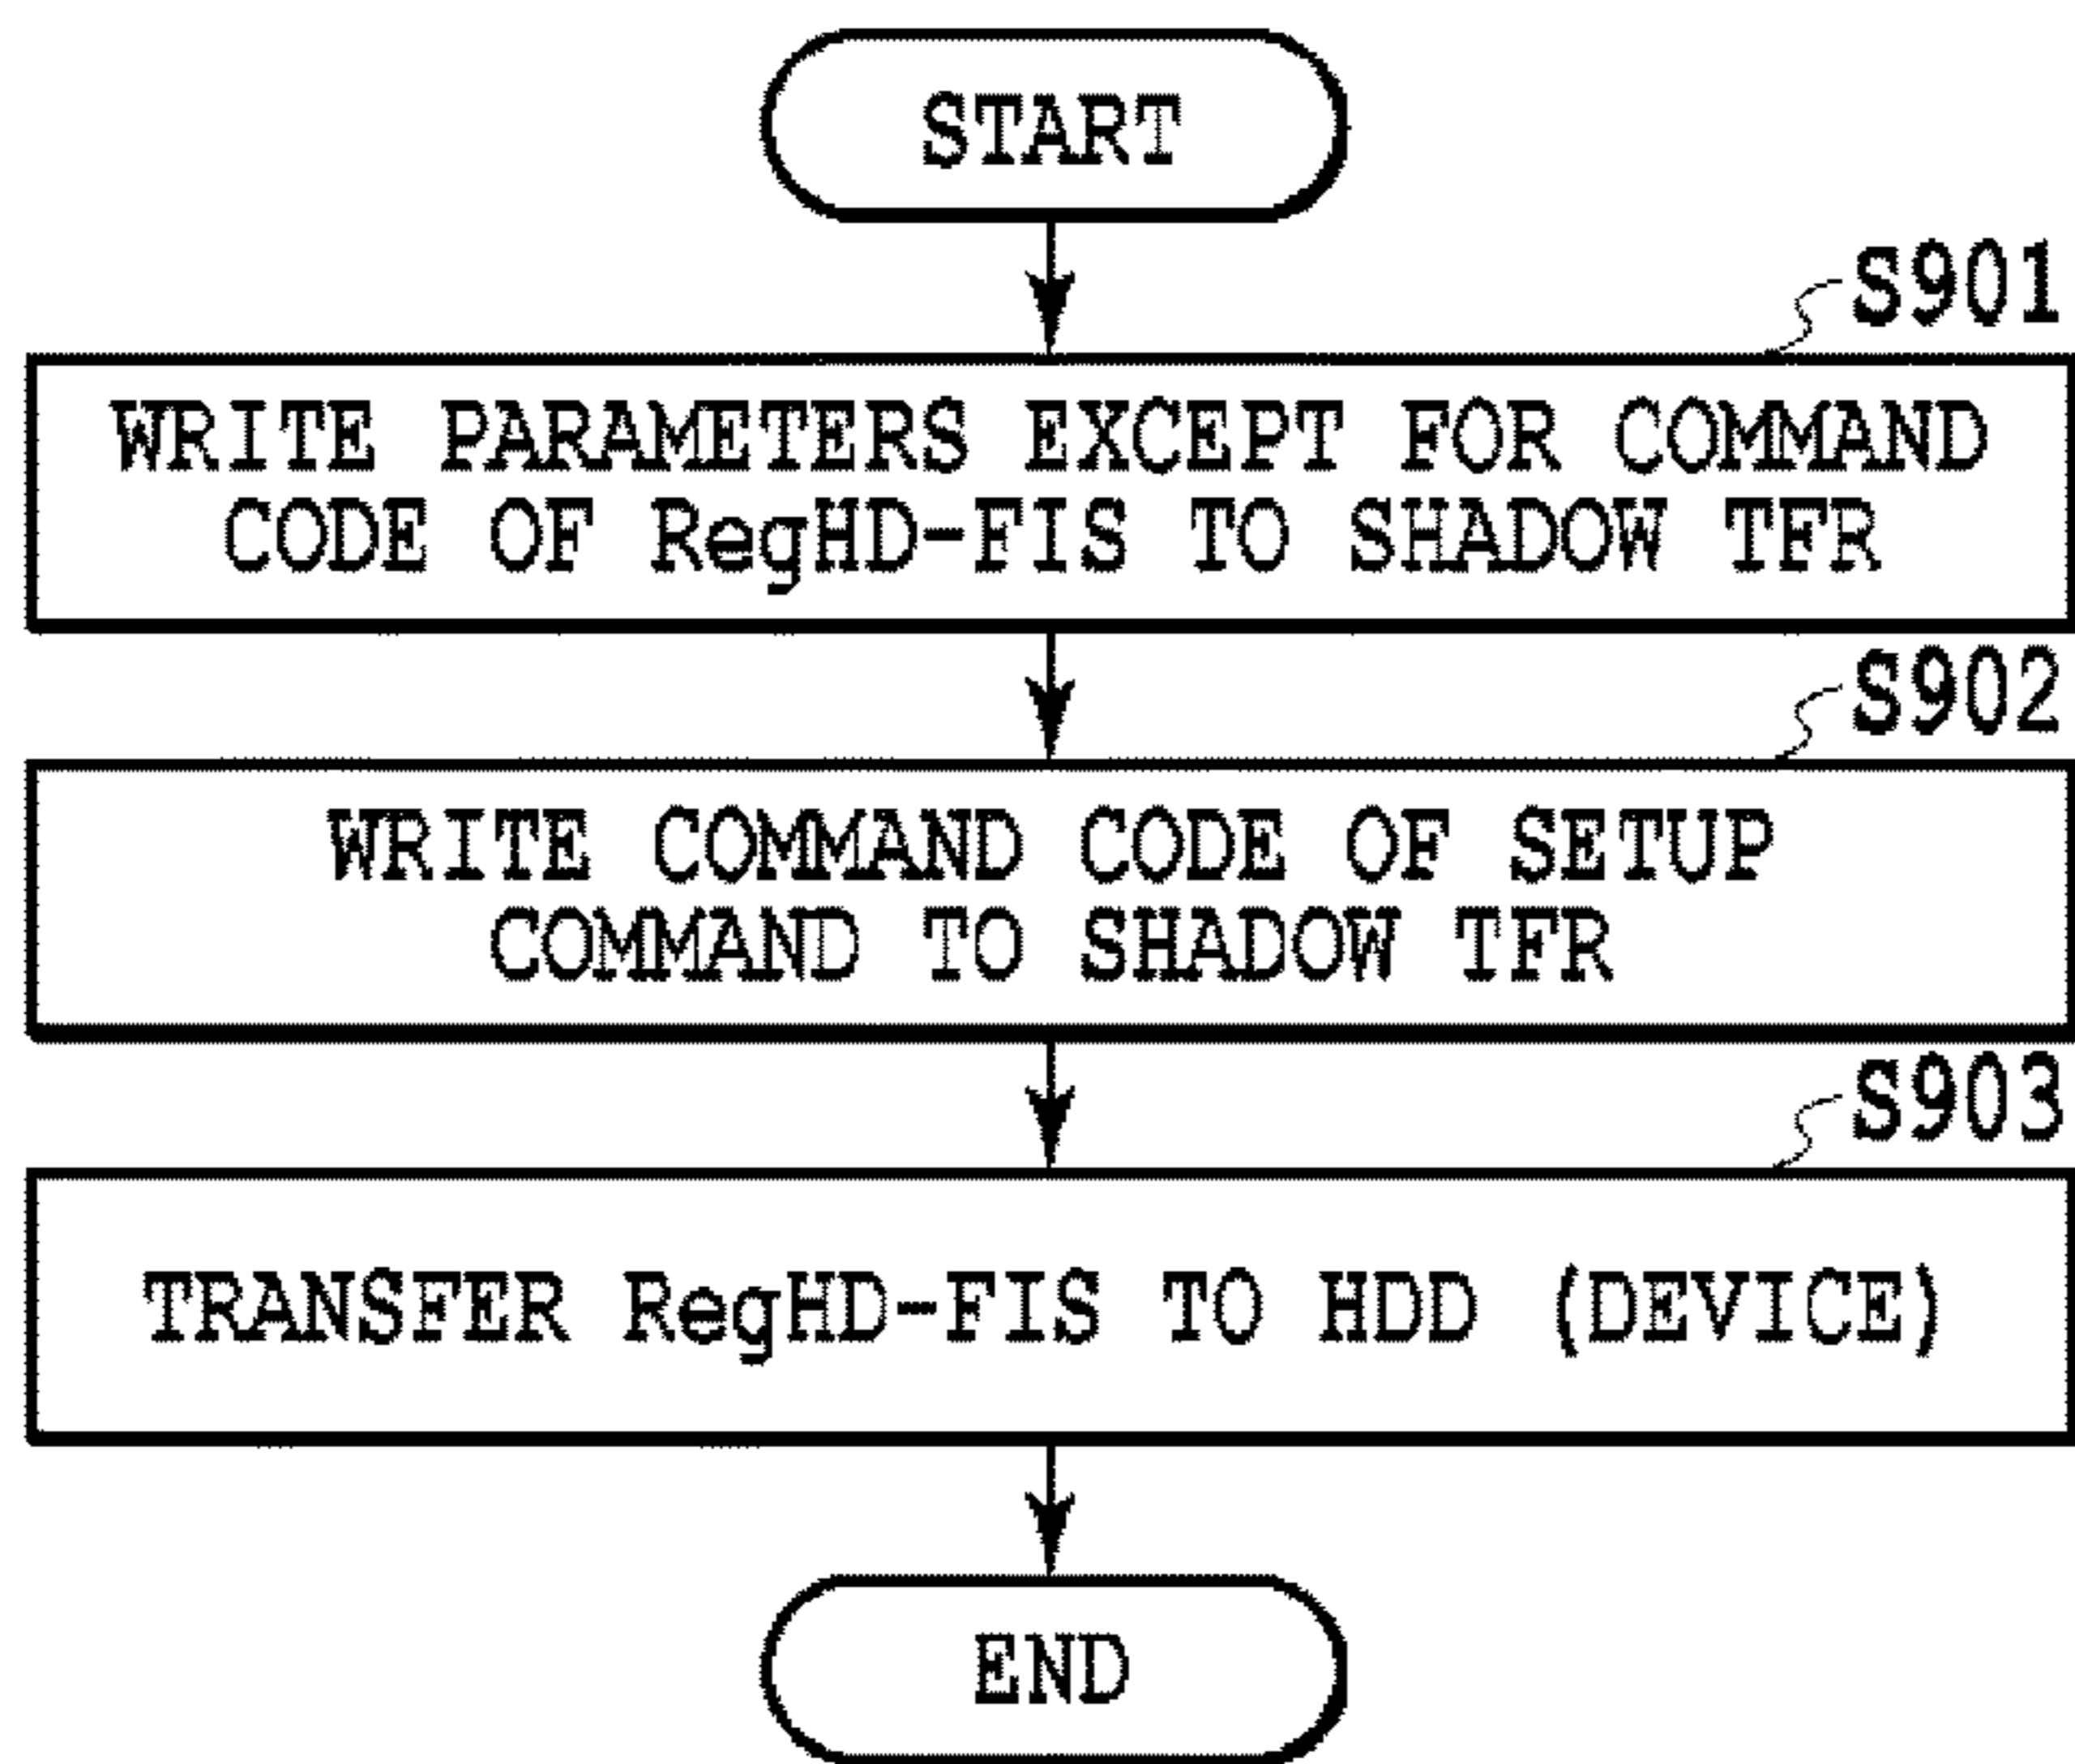 START
S901
WRITE PARAMETERS EXCEPT FOR COMMAND
CODE OF RegHD-FIS TO SHADOW TFR
S902
WRITE COMMAND CODE OF SETUP
COMMAND TO SHADOW TFR
S903
TRANSFER RegHD-FIS TO HDD (DEVICE)
END